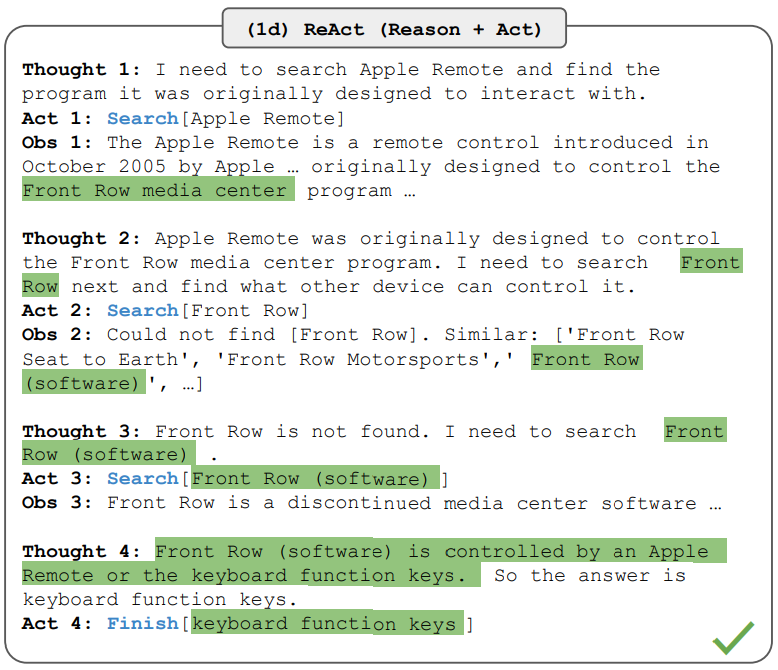 (1d) ReAct (Reason + Act)
Thought 1: I need to search Apple Remote and find the
program it was originally designed to interact with.
Act 1: Search[Apple Remote]
Obs 1: The Apple Remote is a remote control introduced in
October 2005 by Apple … originally designed to control the
Front Row media center program …
Thought 2: Apple Remote was originally designed to control
the Front Row media center program. I need to search Front
Row next and find what other device can control it.
Act 2: Search[Front Row]
Obs 2: Could not find [Front Row]. Similar: ['Front Row
Seat to Earth', 'Front Row Motorsports',' Front Row
(software)', …]
Thought 3: Front Row is not found. I need to search Front
Row (software) .
Act 3: Search[Front Row (software) ]
Obs 3: Front Row is a discontinued media center software …
Thought 4: Front Row (software) is controlled by an Apple
Remote or the keyboard function keys. So the answer is
keyboard function keys.
Act 4: Finish[keyboard function keys ]